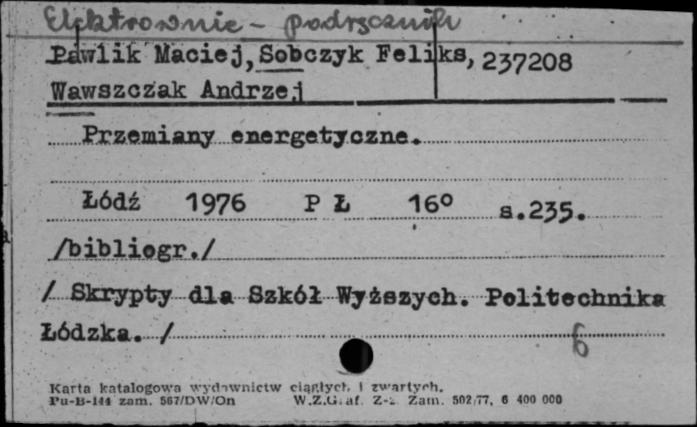 Elektrownie - podręczniki
Pawlik Maciej, Sobczyk Feliks, 237208
Wawszczak Andrzej
Przemiany energetyczne.
Łódź 1976 P Ł 16° s.235.
/bibliogr./
/ Skrypty dla Szkół Wyższych. Politechnika
Łódzka. /
6
Karta katalogowa wydawnictw ciągłych i zwartych.
Pu-B-144 zam. 567/DW/On W.Z.Graf. Z-2 Zam. 502/77, 6 400 000